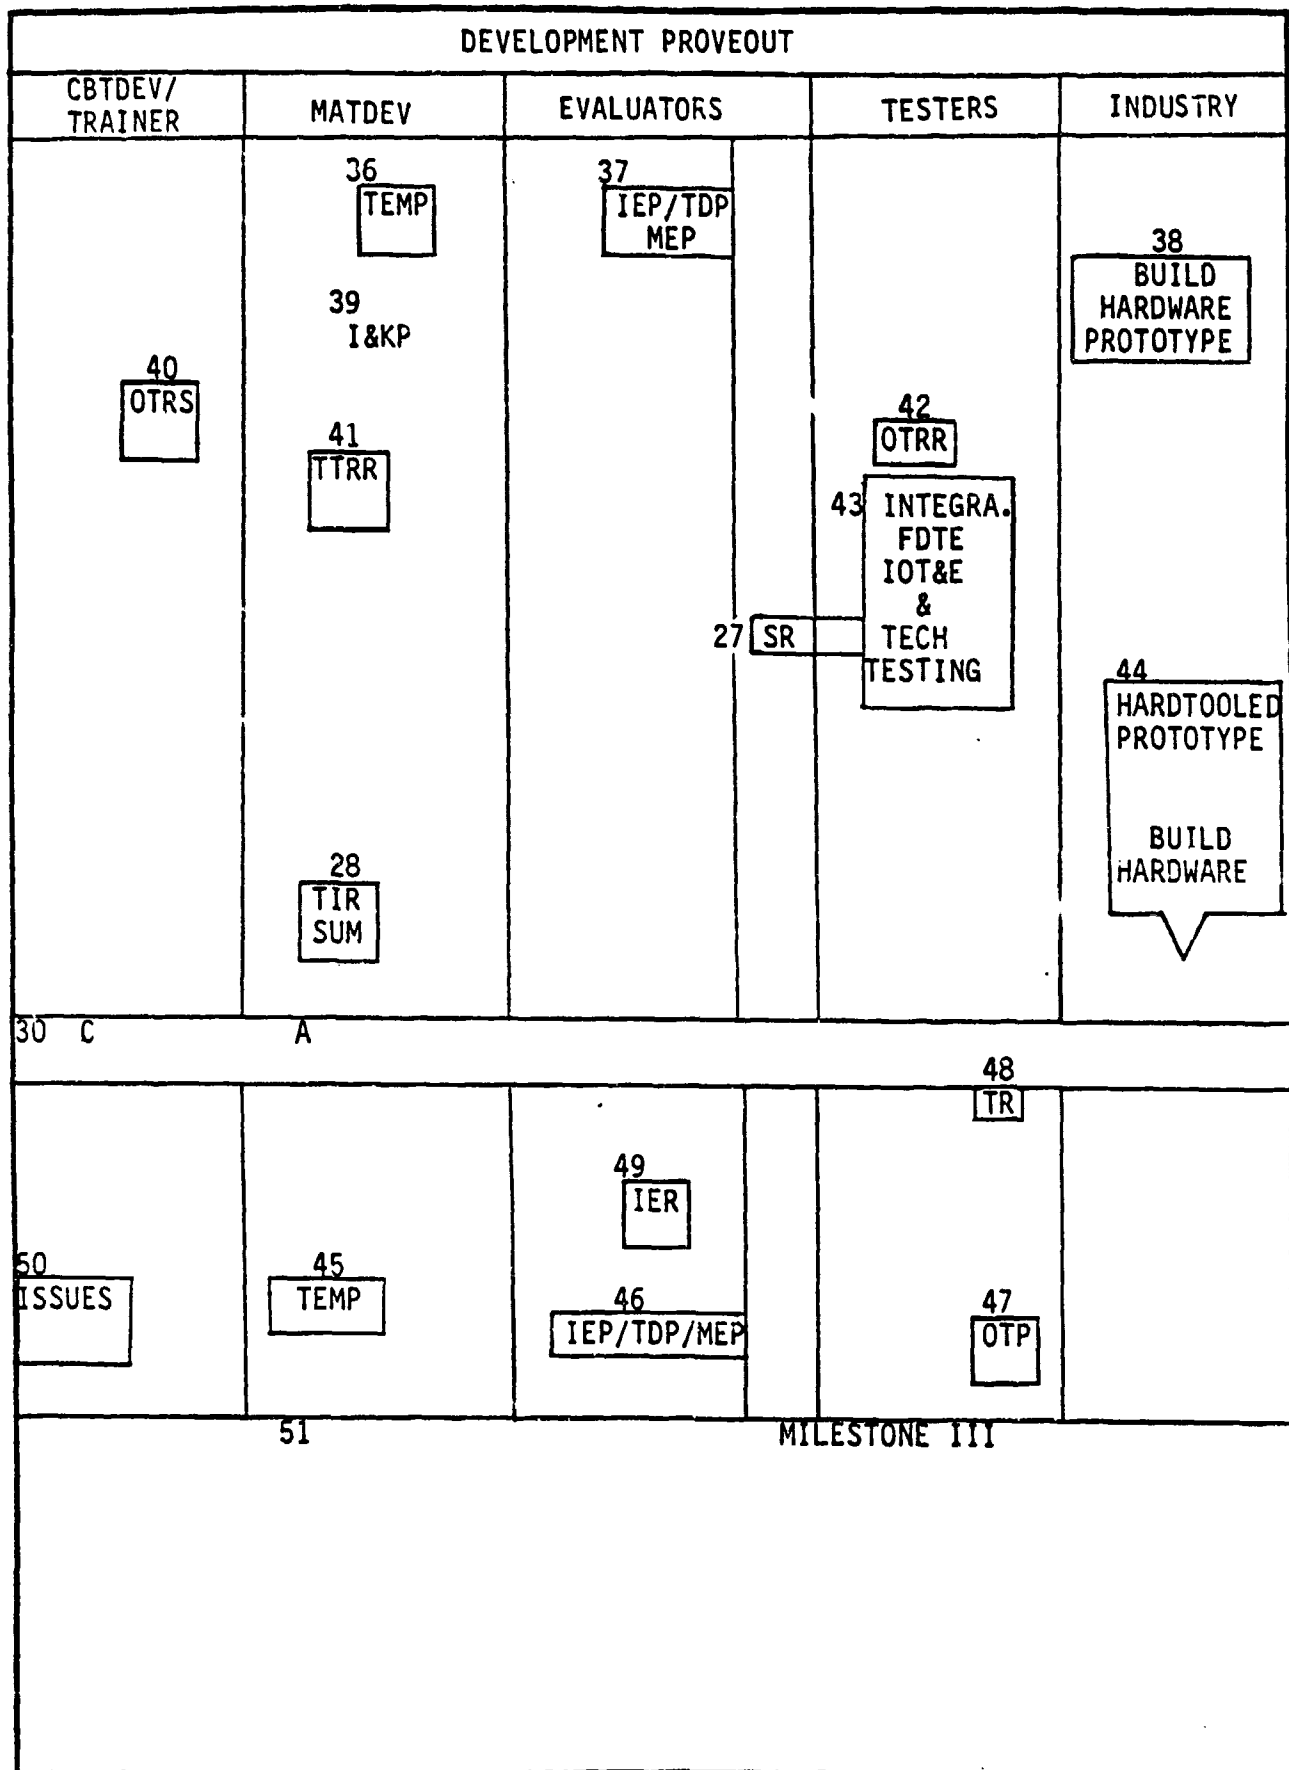 DEVELOPMENT PROVEOUT
CBTDEV/
TRAINER
MATDEV
EVALUATORS
TESTERS
INDUSTRY
36
TEMP
37
IEP/TDP
MEP
38
BUILD
HARDWARE
PROTOTYPE
39
I&KP
40
OTRS
41
TTRR
42
OTRR
43 INTEGRA.
FDTE
IOT&E
&
TECH
TESTING
27 SR
44
HARDTOOLED
PROTOTYPE
BUILD
HARDWARE
28
TIR
SUM
30 C A
48
TR
49
IER
50
ISSUES
45
TEMP
46
IEP/TDP/MEP
47
OTP
51 MILESTONE III